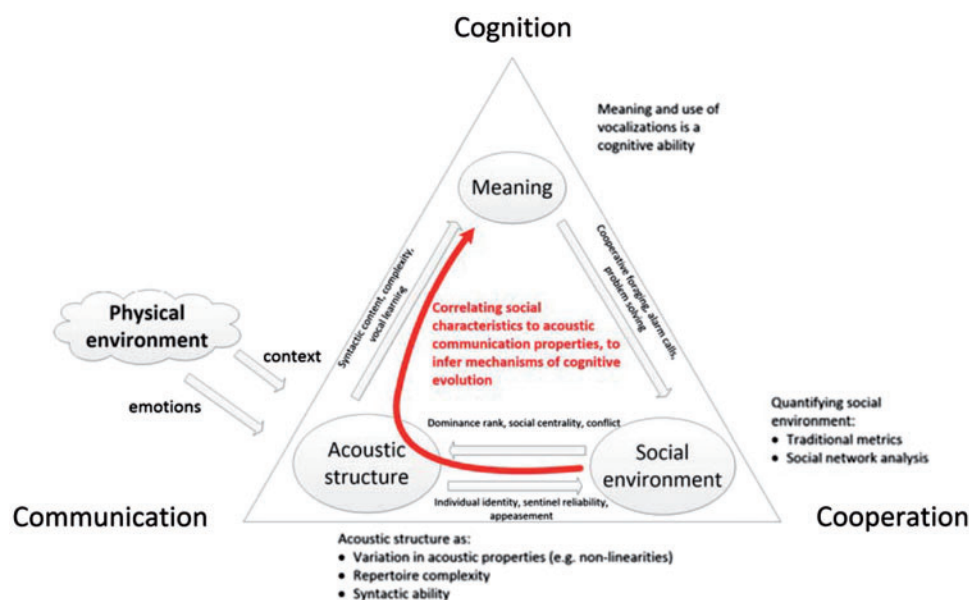 Cognition
Meaning and use of
vocalizations is a
cognitive ability
Meaning
Syntactic content, complexity,
vocal learning
Cooperative foraging, alarm calls,
problem solving
Physical
environment
context
emotions
Correlating social
characteristics to acoustic
communication properties, to
infer mechanisms of cognitive
evolution
Dominance rank, social centrality, conflict
Acoustic
structure
Social
environment
Individual identity, sentinel reliability,
appeasement
Quantifying social
environment:
• Traditional metrics
• Social network analysis
Communication
Cooperation
Acoustic structure as:
• Variation in acoustic properties (e.g. non-linearities)
• Repertoire complexity
• Syntactic ability